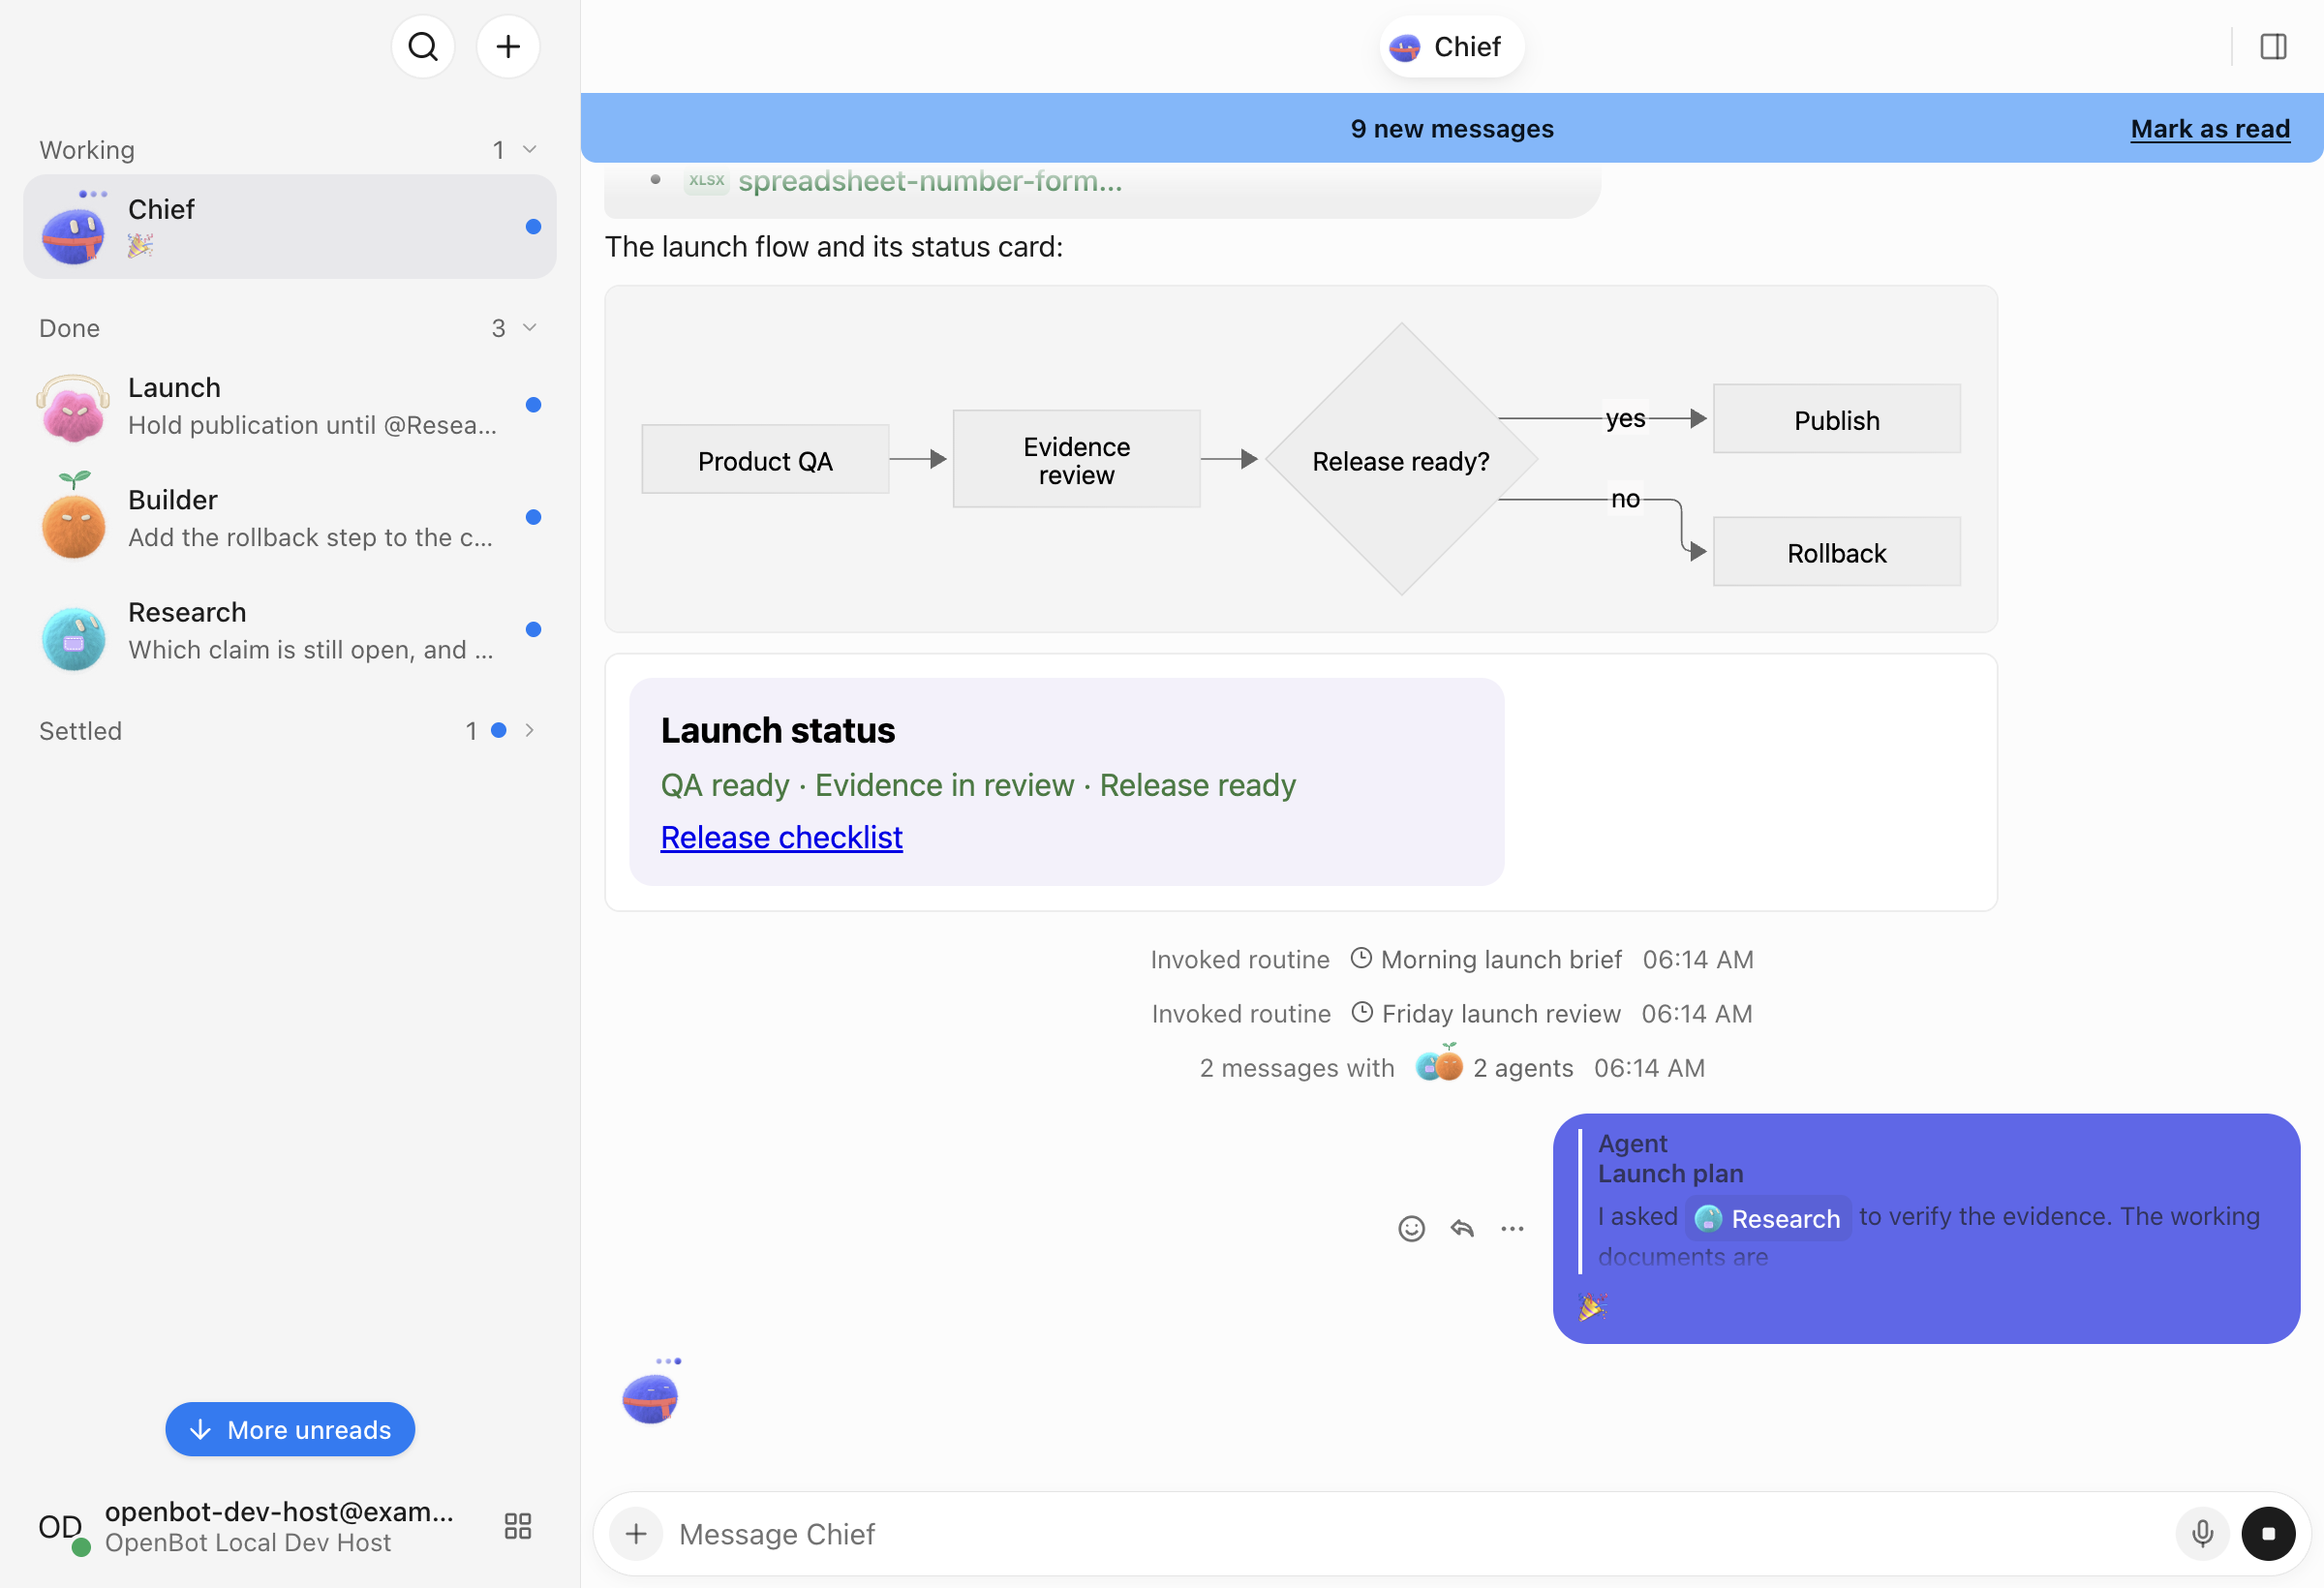 Working 1
Chief
🎉
Done 3
Launch
Hold publication until @Resea...
Builder
Add the rollback step to the c...
Research
Which claim is still open, and ...
Settled 1
More unreads
OD
openbot-dev-host@exam...
OpenBot Local Dev Host
Chief
9 new messages
Mark as read
XLSX spreadsheet-number-form...
The launch flow and its status card:
Product QA
Evidence
review
Release ready?
yes
Publish
no
Rollback
Launch status
QA ready · Evidence in review · Release ready
Release checklist
Invoked routine Morning launch brief 06:14 AM
Invoked routine Friday launch review 06:14 AM
2 messages with 2 agents 06:14 AM
Agent
Launch plan
I asked Research to verify the evidence. The working
documents are
🎉
Message Chief